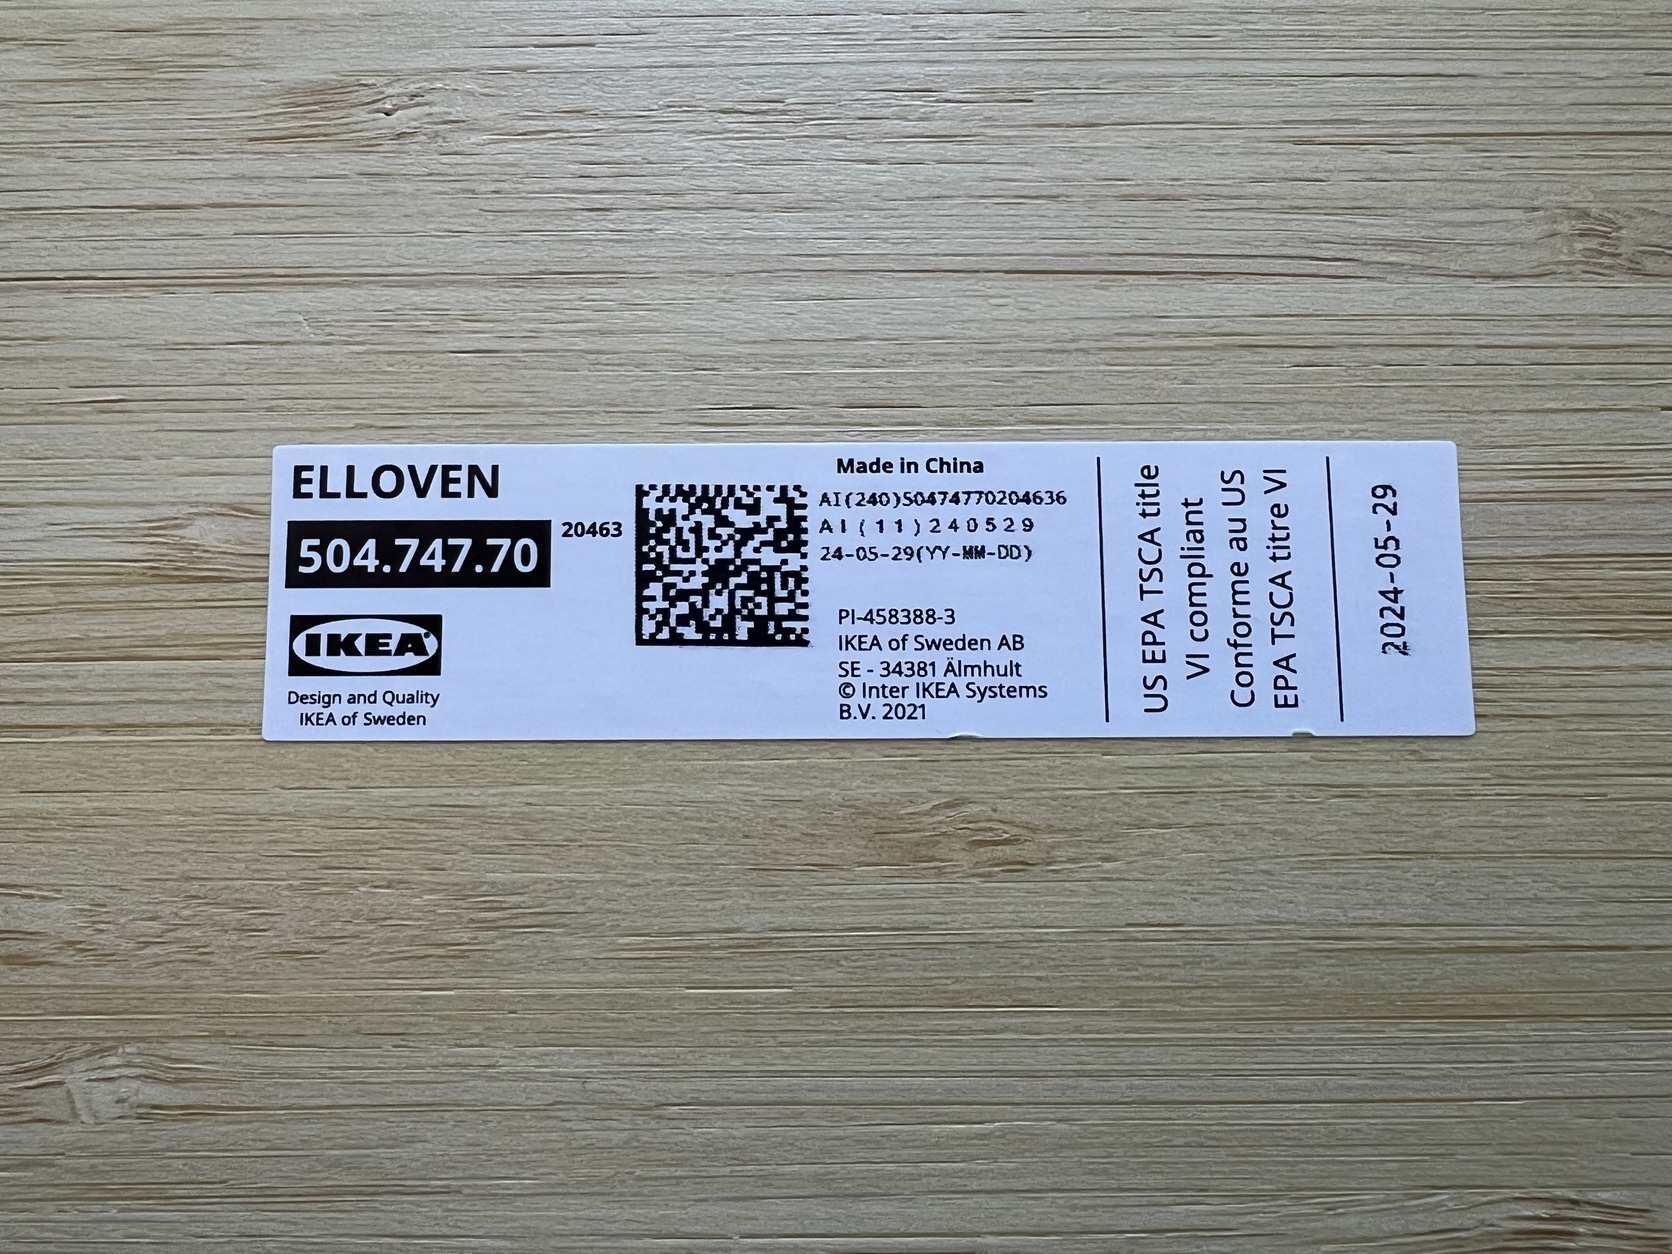 ELLOVEN
504.747.70
20463
IKEA®
Design and Quality
IKEA of Sweden
Made in China
AI(240)50474770204636
AI(11)240529
24-05-29(YY-MM-DD)
PI-458388-3
IKEA of Sweden AB
SE - 34381 Älmhult
© Inter IKEA Systems
B.V. 2021
US EPA TSCA title
VI compliant
Conforme au US
EPA TSCA titre VI
2024-05-29